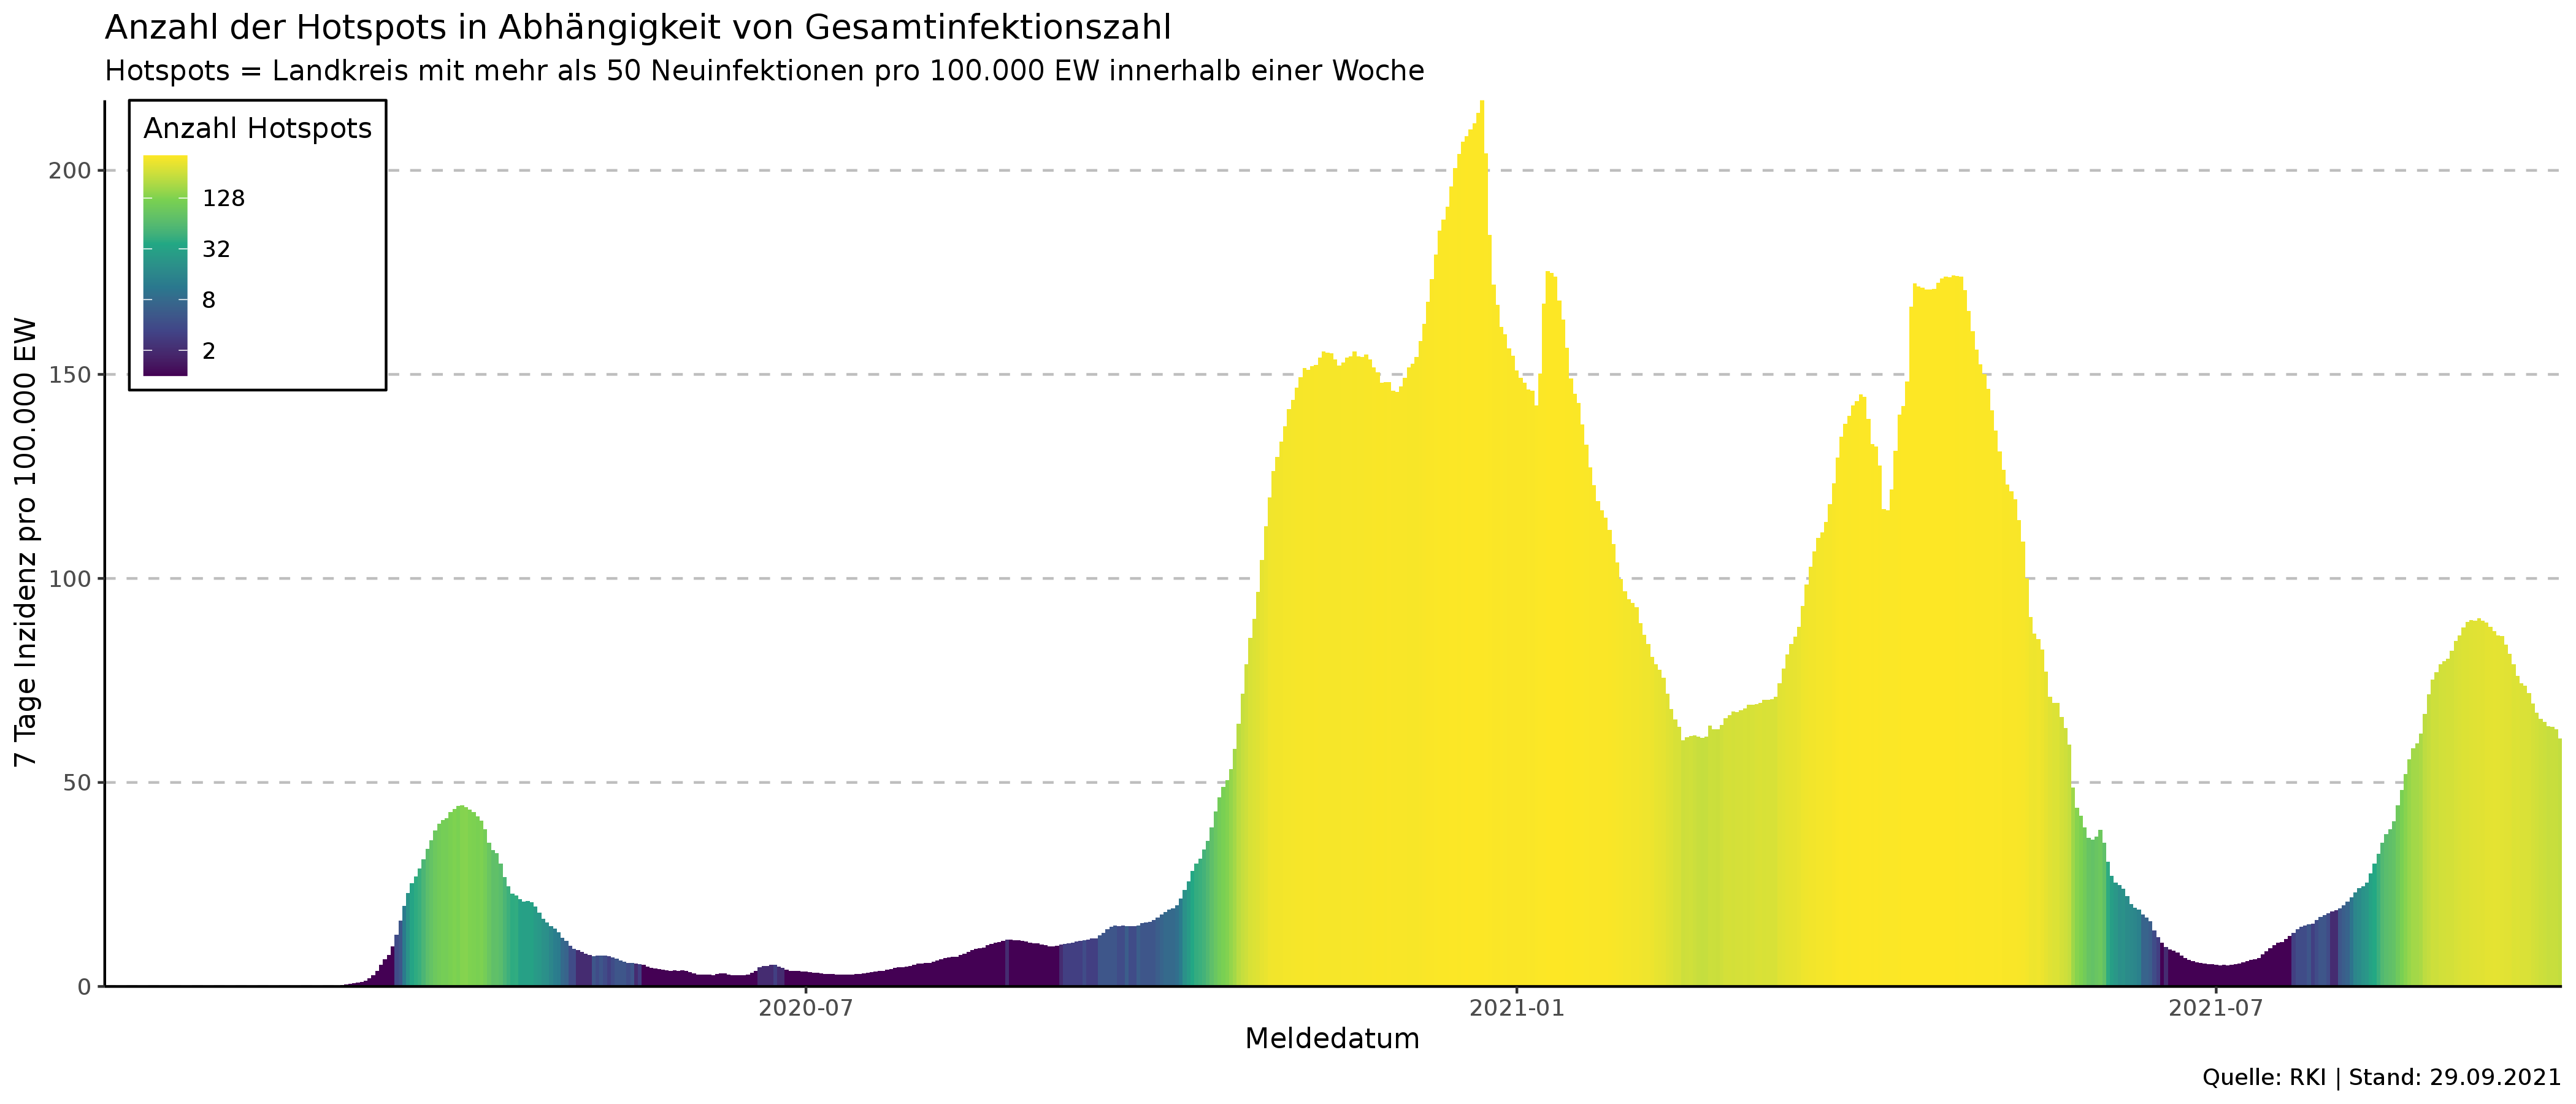 Anzahl der Hotspots in Abhängigkeit von Gesamtinfektionszahl
Hotspots = Landkreis mit mehr als 50 Neuinfektionen pro 100.000 EW innerhalb einer Woche
Anzahl Hotspots
128
32
8
2
7 Tage Inzidenz pro 100.000 EW
200
150
100
50
0
2020-07
2021-01
2021-07
Meldedatum
Quelle: RKI | Stand: 29.09.2021